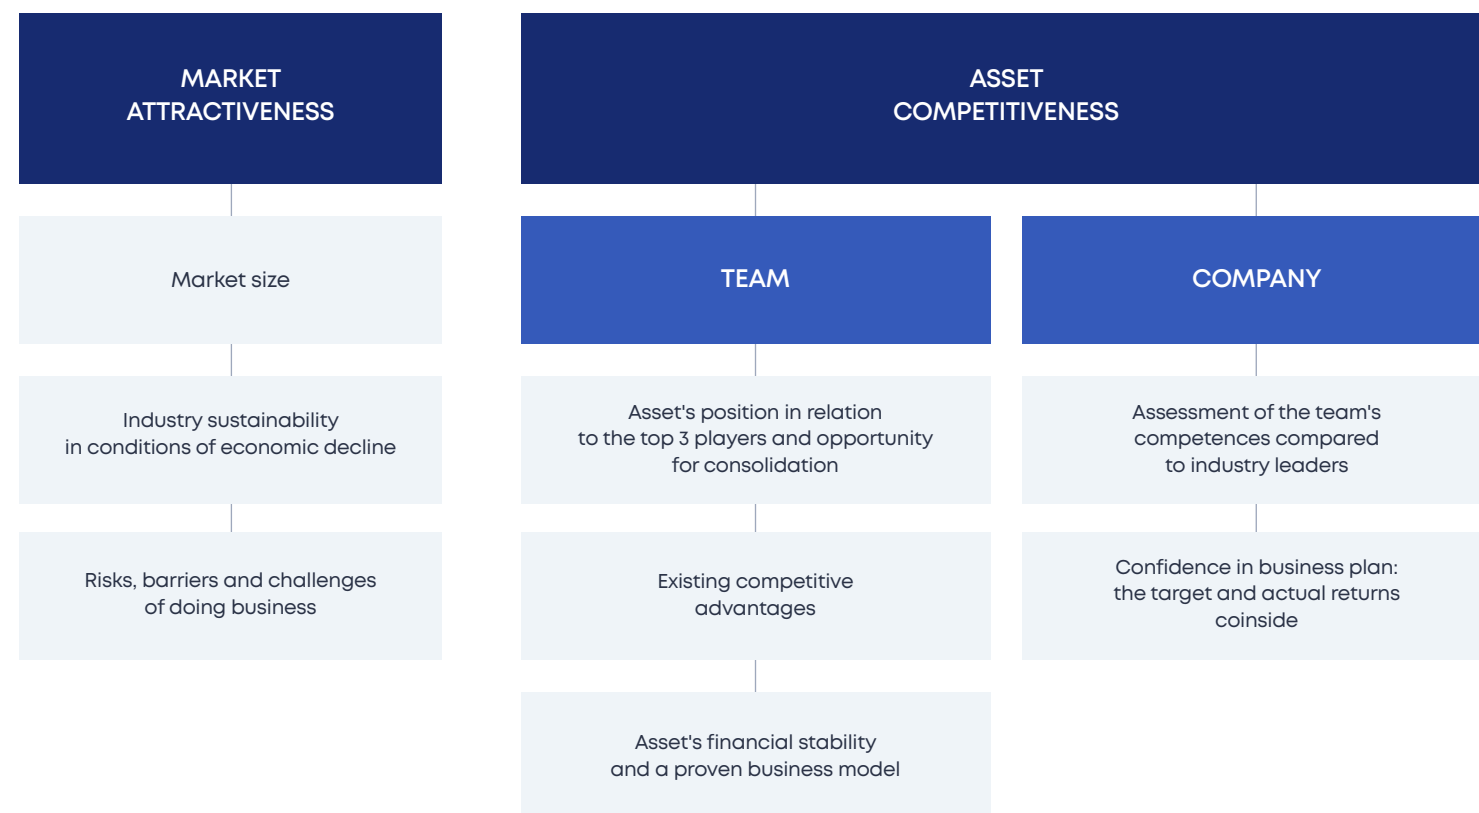 MARKET
ATTRACTIVENESS
Market size
Industry sustainability
in conditions of economic decline
Risks, barriers and challenges
of doing business
ASSET
COMPETITIVENESS
TEAM
Asset's position in relation
to the top 3 players and opportunity
for consolidation
Existing competitive
advantages
Asset's financial stability
and a proven business model
COMPANY
Assessment of the team's
competences compared
to industry leaders
Confidence in business plan:
the target and actual returns
coinside